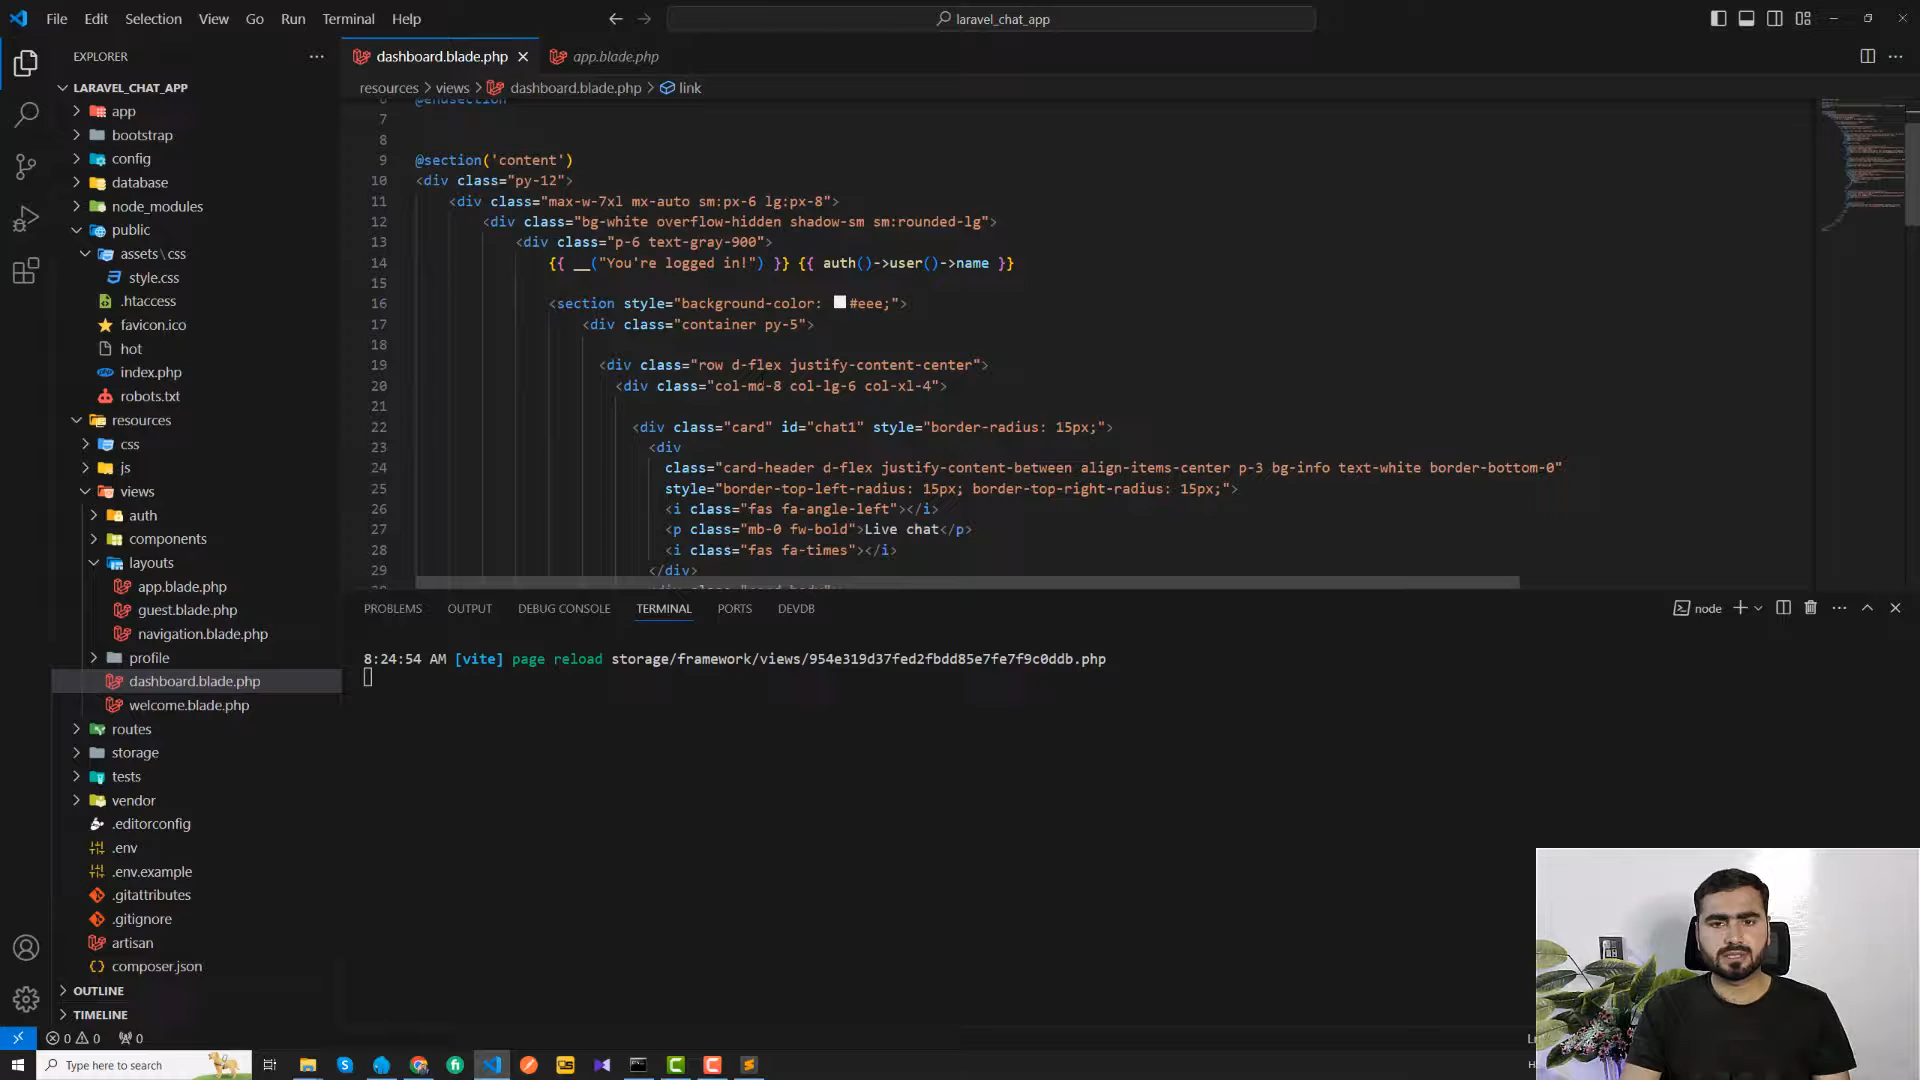 File Edit Selection View Go Run Terminal Help
laravel_chat_app
EXPLORER
dashboard.blade.php
app.blade.php
resources > views > dashboard.blade.php > link
LARAVEL_CHAT_APP
app
bootstrap
config
database
node_modules
public
assets\css
style.css
.htaccess
favicon.ico
hot
index.php
robots.txt
resources
css
js
views
auth
components
layouts
app.blade.php
guest.blade.php
navigation.blade.php
profile
dashboard.blade.php
welcome.blade.php
routes
storage
tests
vendor
.editorconfig
.env
.env.example
.gitattributes
.gitignore
artisan
composer.json
OUTLINE
TIMELINE
6 @endsection
7
8
9 @section('content')
10 <div class="py-12">
11 <div class="max-w-7xl mx-auto sm:px-6 lg:px-8">
12 <div class="bg-white overflow-hidden shadow-sm sm:rounded-lg">
13 <div class="p-6 text-gray-900">
14 {{ __("You're logged in!") }} {{ auth()->user()->name }}
15
16 <section style="background-color: #eee;">
17 <div class="container py-5">
18
19 <div class="row d-flex justify-content-center">
20 <div class="col-md-8 col-lg-6 col-xl-4">
21
22 <div class="card" id="chat1" style="border-radius: 15px;">
23 <div
24 class="card-header d-flex justify-content-between align-items-center p-3 bg-info text-white border-bottom-0"
25 style="border-top-left-radius: 15px; border-top-right-radius: 15px;">
26 <i class="fas fa-angle-left"></i>
27 <p class="mb-0 fw-bold">Live chat</p>
28 <i class="fas fa-times"></i>
29 </div>
PROBLEMS OUTPUT DEBUG CONSOLE TERMINAL PORTS DEVDB
node
8:24:54 AM [vite] page reload storage/framework/views/954e319d37fed2fbdd85e7fe7f9c0ddb.php
0 0 0
Type here to search